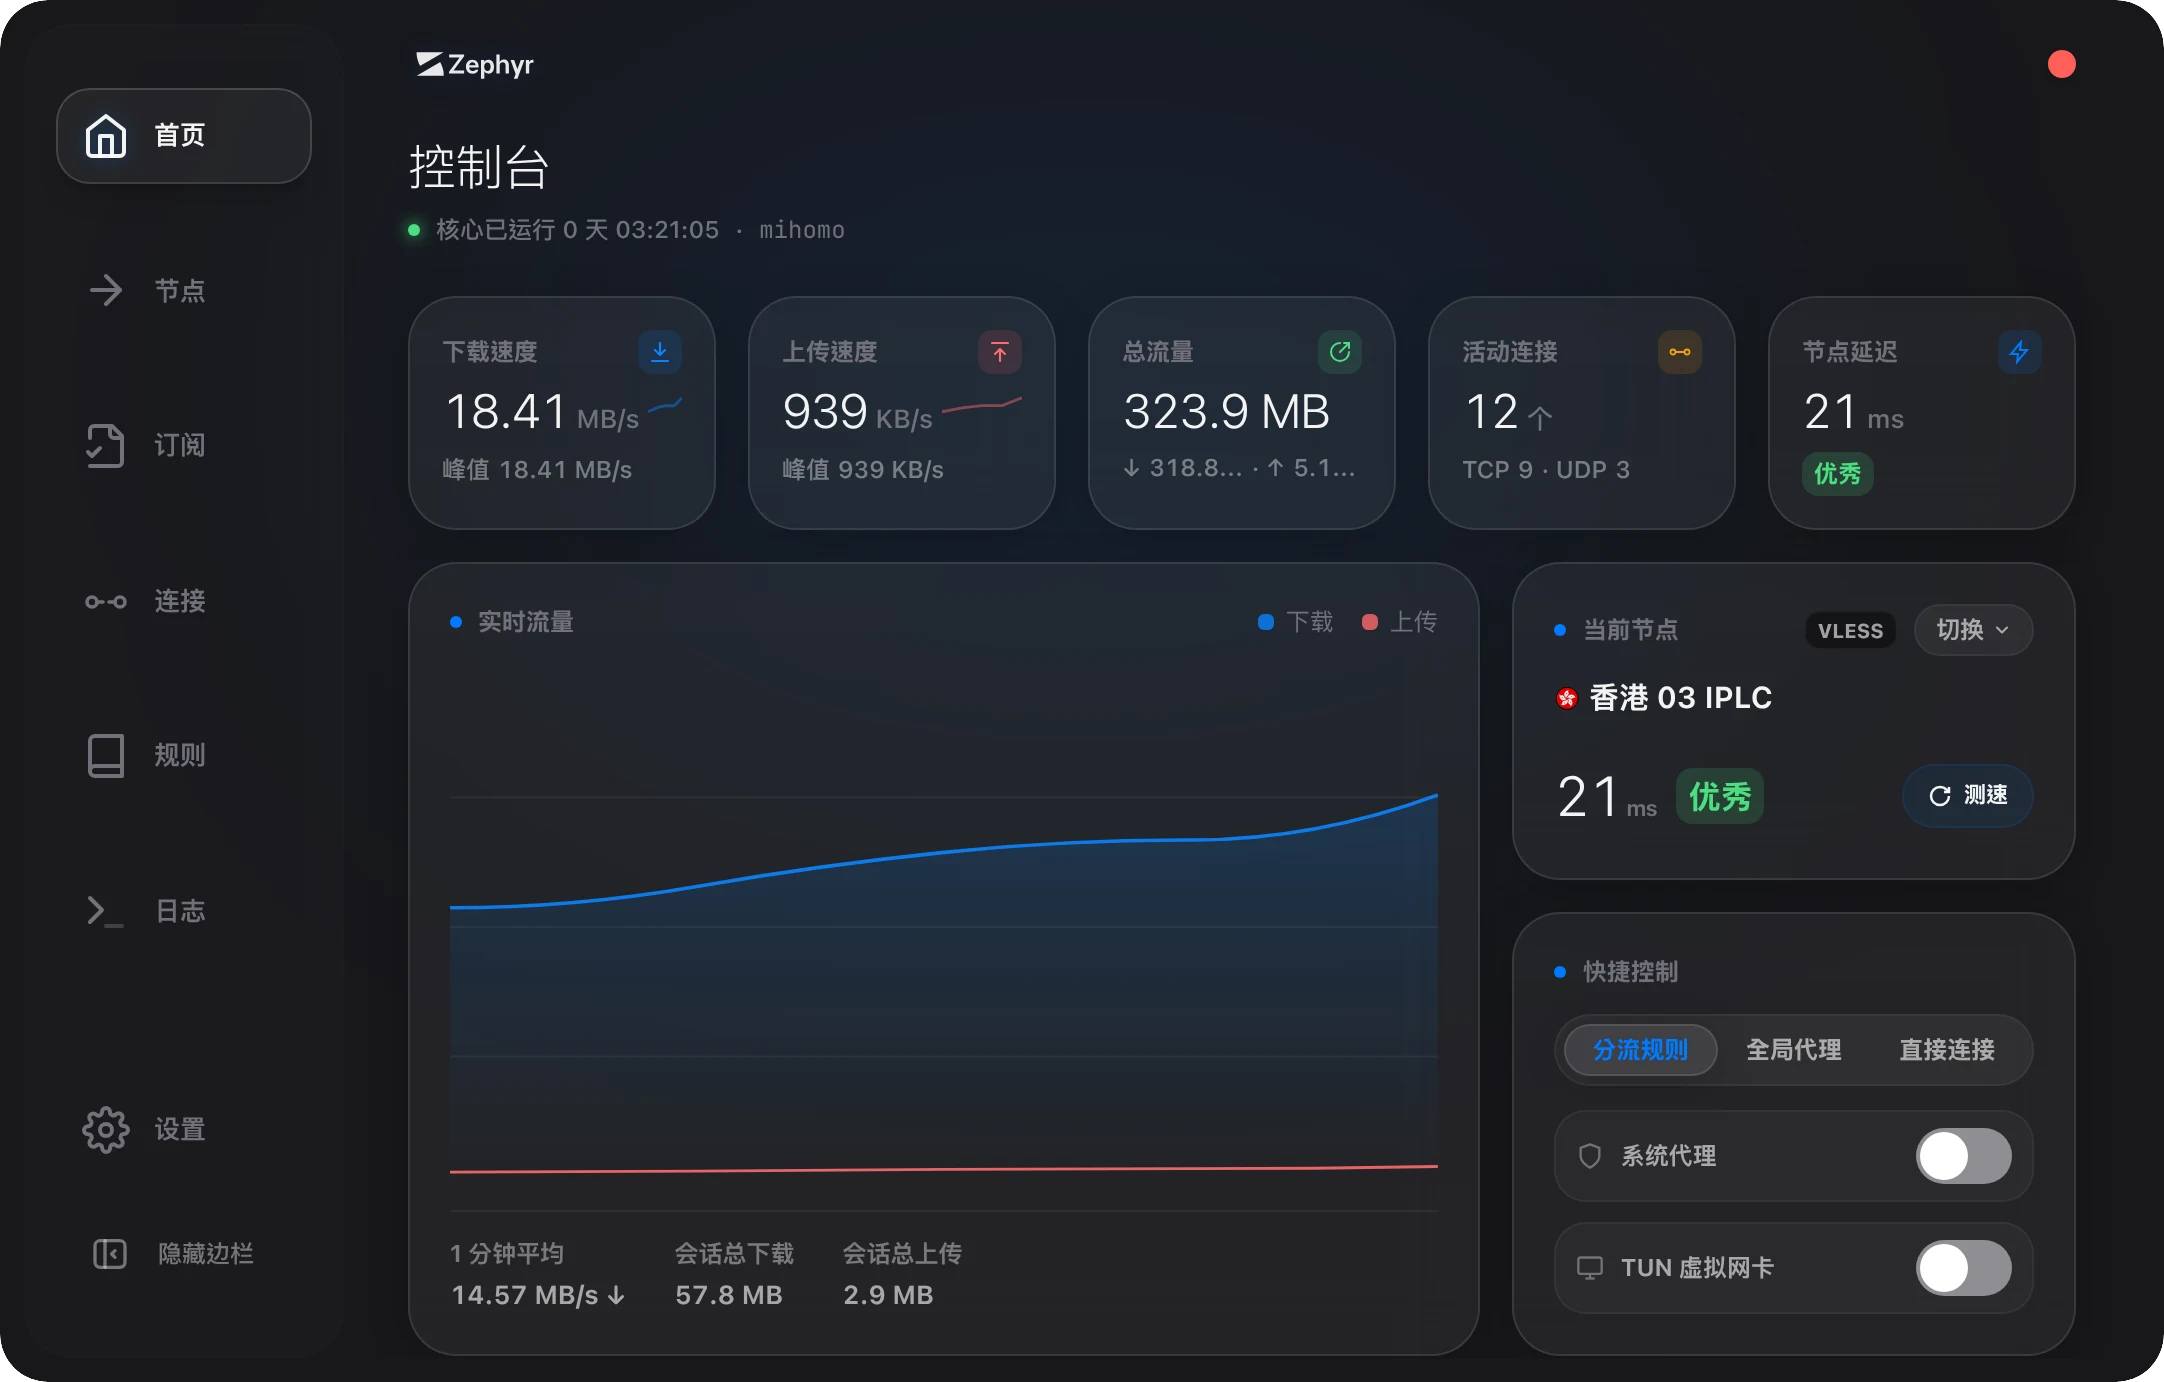 Zephyr
首页
节点
订阅
连接
规则
日志
设置
隐藏边栏
控制台
核心已运行 0 天 03:21:05 · mihomo
下载速度
18.41 MB/s
峰值 18.41 MB/s
上传速度
939 KB/s
峰值 939 KB/s
总流量
323.9 MB
↓ 318.8... · ↑ 5.1...
活动连接
12 个
TCP 9 · UDP 3
节点延迟
21 ms
优秀
实时流量
下载 上传
1 分钟平均
14.57 MB/s ↓
会话总下载
57.8 MB
会话总上传
2.9 MB
当前节点
VLESS
切换
香港 03 IPLC
21 ms 优秀
测速
快捷控制
分流规则 全局代理 直接连接
系统代理
TUN 虚拟网卡